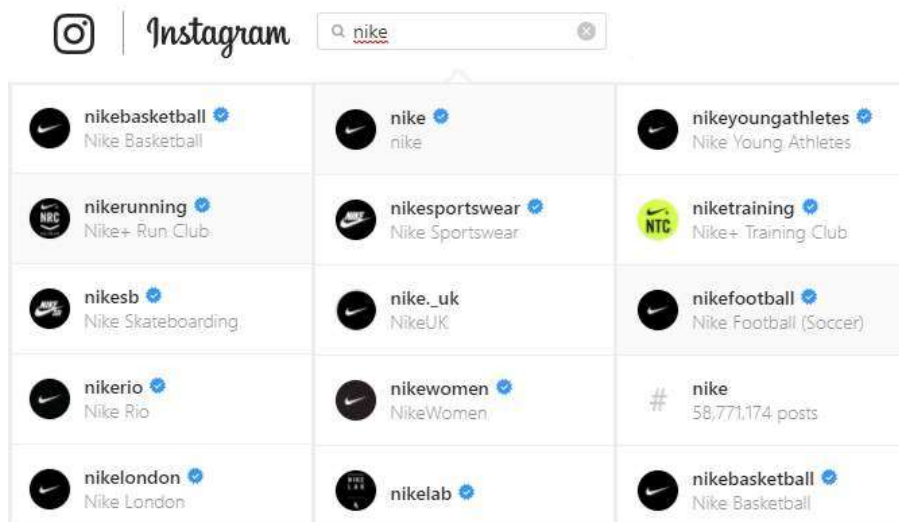 Instagram
nike
nikebasketball
Nike Basketball
nikerunning
Nike+ Run Club
nikesb
Nike Skateboarding
nikerio
Nike Rio
nikelondon
Nike London
nike
nike
nikesportswear
Nike Sportswear
nike._uk
NikeUK
nikewomen
NikeWomen
nikelab
nikeyoungathletes
Nike Young Athletes
niketraining
Nike+ Training Club
nikefootball
Nike Football (Soccer)
# nike
58,771,174 posts
nikebasketball
Nike Basketball
NRC
NTC